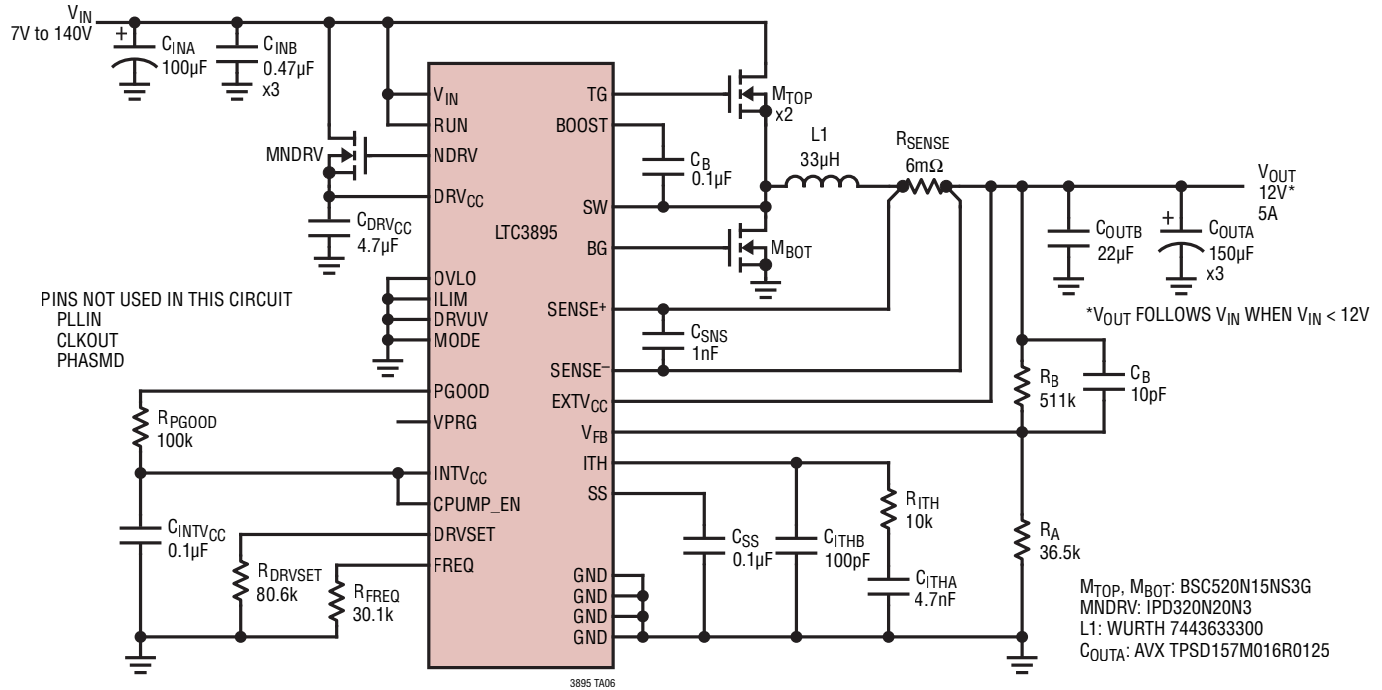 VIN
7V to 140V
+
CINA
100µF
CINB
0.47µF
x3
MNDRV
CDRVCC
4.7µF
PINS NOT USED IN THIS CIRCUIT
PLLIN
CLKOUT
PHASMD
RPGOOD
100k
CINTVCC
0.1µF
RDRVSET
80.6k
RFREQ
30.1k
VIN
RUN
NDRV
DRVCC
OVLO
ILIM
DRVUV
MODE
PGOOD
VPRG
INTVCC
CPUMP_EN
DRVSET
FREQ
LTC3895
TG
BOOST
SW
BG
SENSE+
SENSE–
EXTVCC
VFB
ITH
SS
GND
GND
GND
GND
MTOP
x2
CB
0.1µF
L1
33µH
RSENSE
6mΩ
MBOT
CSNS
1nF
VOUT
12V*
5A
COUTB
22µF
+
COUTA
150µF
x3
*VOUT FOLLOWS VIN WHEN VIN < 12V
RB
511k
CB
10pF
CSS
0.1µF
CITHB
100pF
RITH
10k
CITHA
4.7nF
RA
36.5k
MTOP, MBOT: BSC520N15NS3G
MNDRV: IPD320N20N3
L1: WURTH 7443633300
COUTA: AVX TPSD157M016R0125
3895 TA06